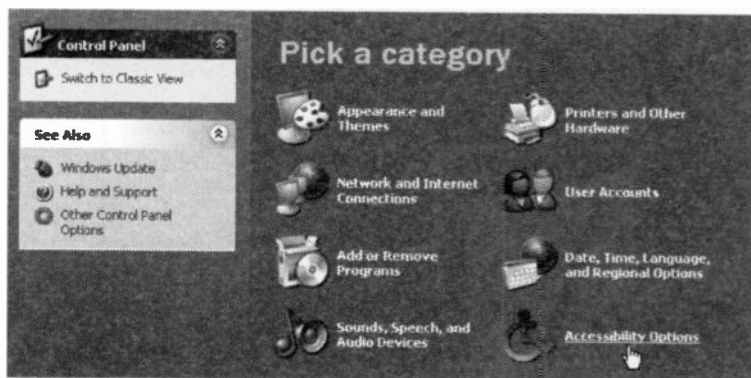 Control Panel
Switch to Classic View
See Also
Windows Update
Help and Support
Other Control Panel
Options
Pick a category
Appearance and
Themes
Printers and Other
Hardware
Network and Internet
Connections
User Accounts
Add or Remove
Programs
Date, Time, Language,
and Regional Options
Sounds, Speech, and
Audio Devices
Accessibility Options